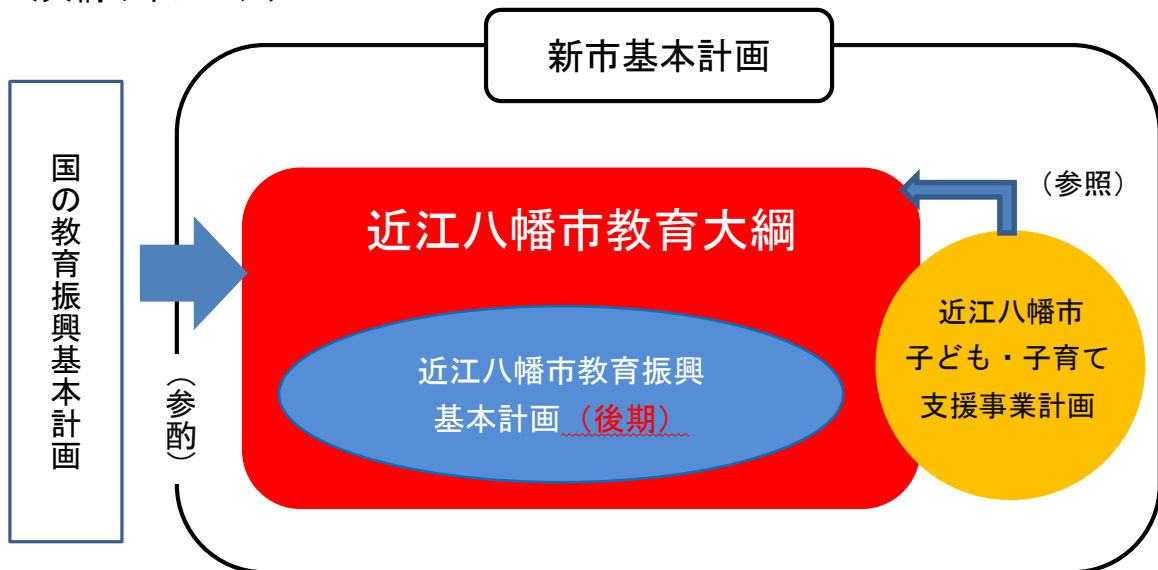 新市基本計画
国の教育振興基本計画
(参酌)
近江八幡市教育大綱
近江八幡市教育振興
基本計画(後期)
(参照)
近江八幡市
子ども・子育て
支援事業計画